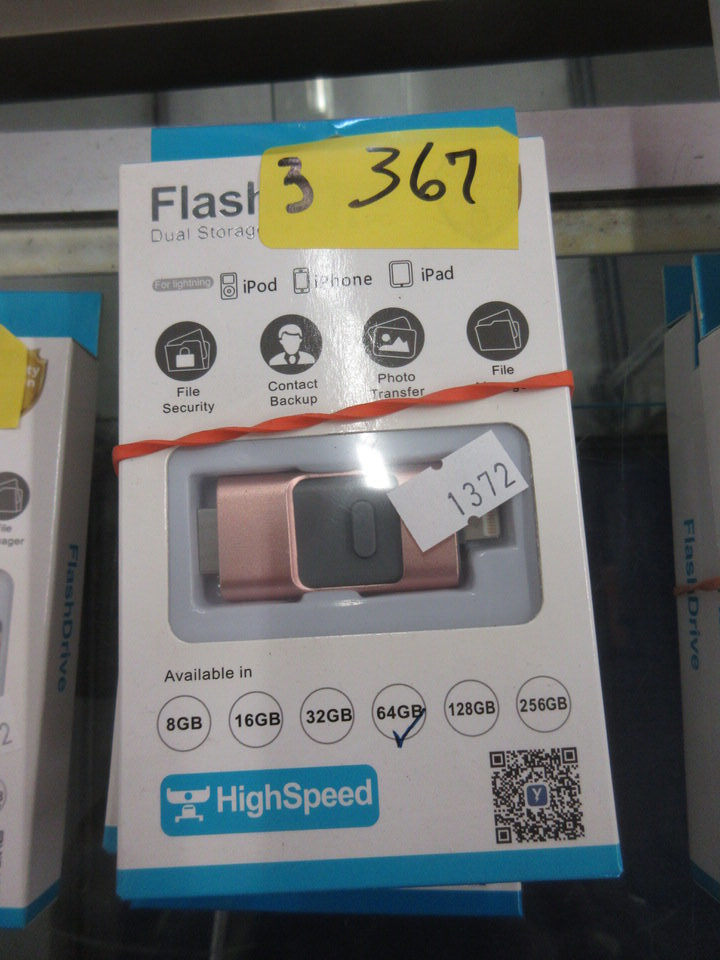 3 367
Flash
Dual Storage
For lightning iPod iPhone iPad
File Security
Contact Backup
Photo Transfer
File
1372
Available in
8GB 16GB 32GB 64GB 128GB 256GB
HighSpeed
Y
FlashDrive
FlashDrive